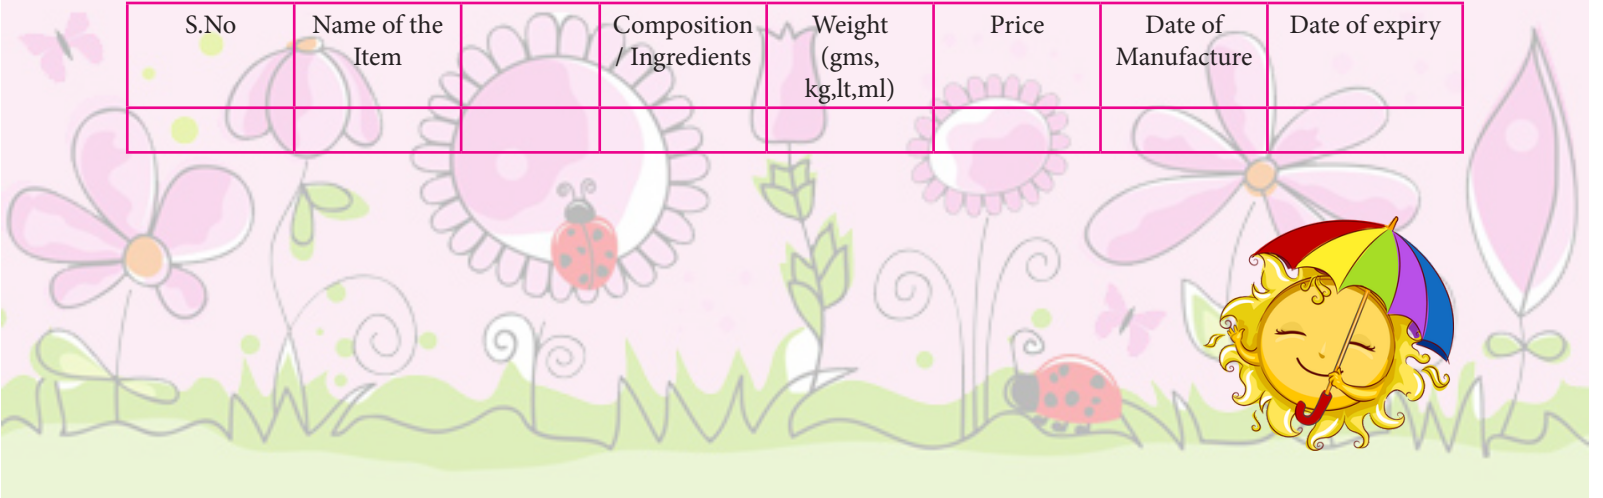 S.No
Name of the
Item
Composition
/ Ingredients
Weight
(gms,
kg,lt,ml)
Price
Date of
Manufacture
Date of expiry